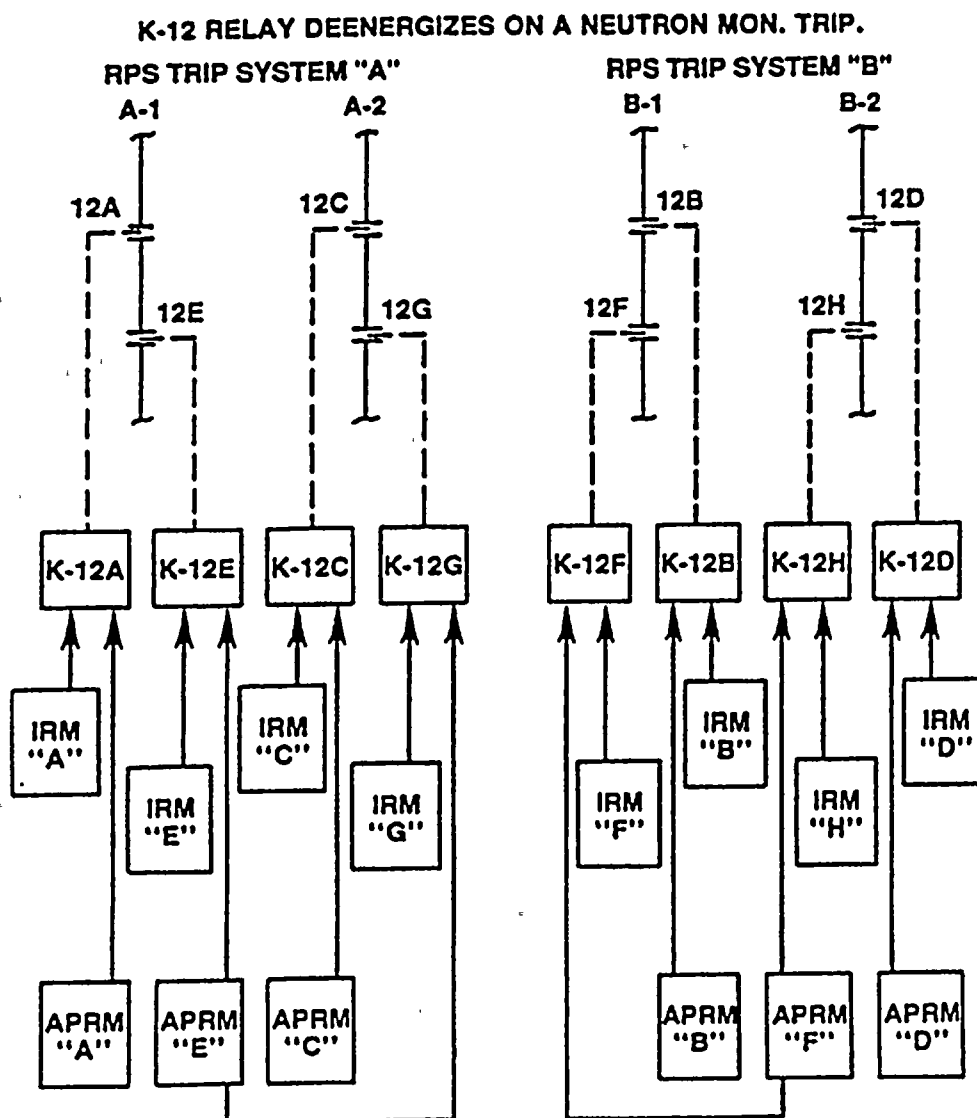 K-12 RELAY DEENERGIZES ON A NEUTRON MON. TRIP.
RPS TRIP SYSTEM "A"
RPS TRIP SYSTEM "B"
A-1
A-2
B-1
B-2
12A
12C
12B
12D
12E
12G
12F
12H
K-12A
K-12E
K-12C
K-12G
K-12F
K-12B
K-12H
K-12D
IRM
"A"
IRM
"C"
IRM
"B"
IRM
"D"
IRM
"E"
IRM
"G"
IRM
"F"
IRM
"H"
APRM
"A"
APRM
"E"
APRM
"C"
APRM
"B"
APRM
"F"
APRM
"D"